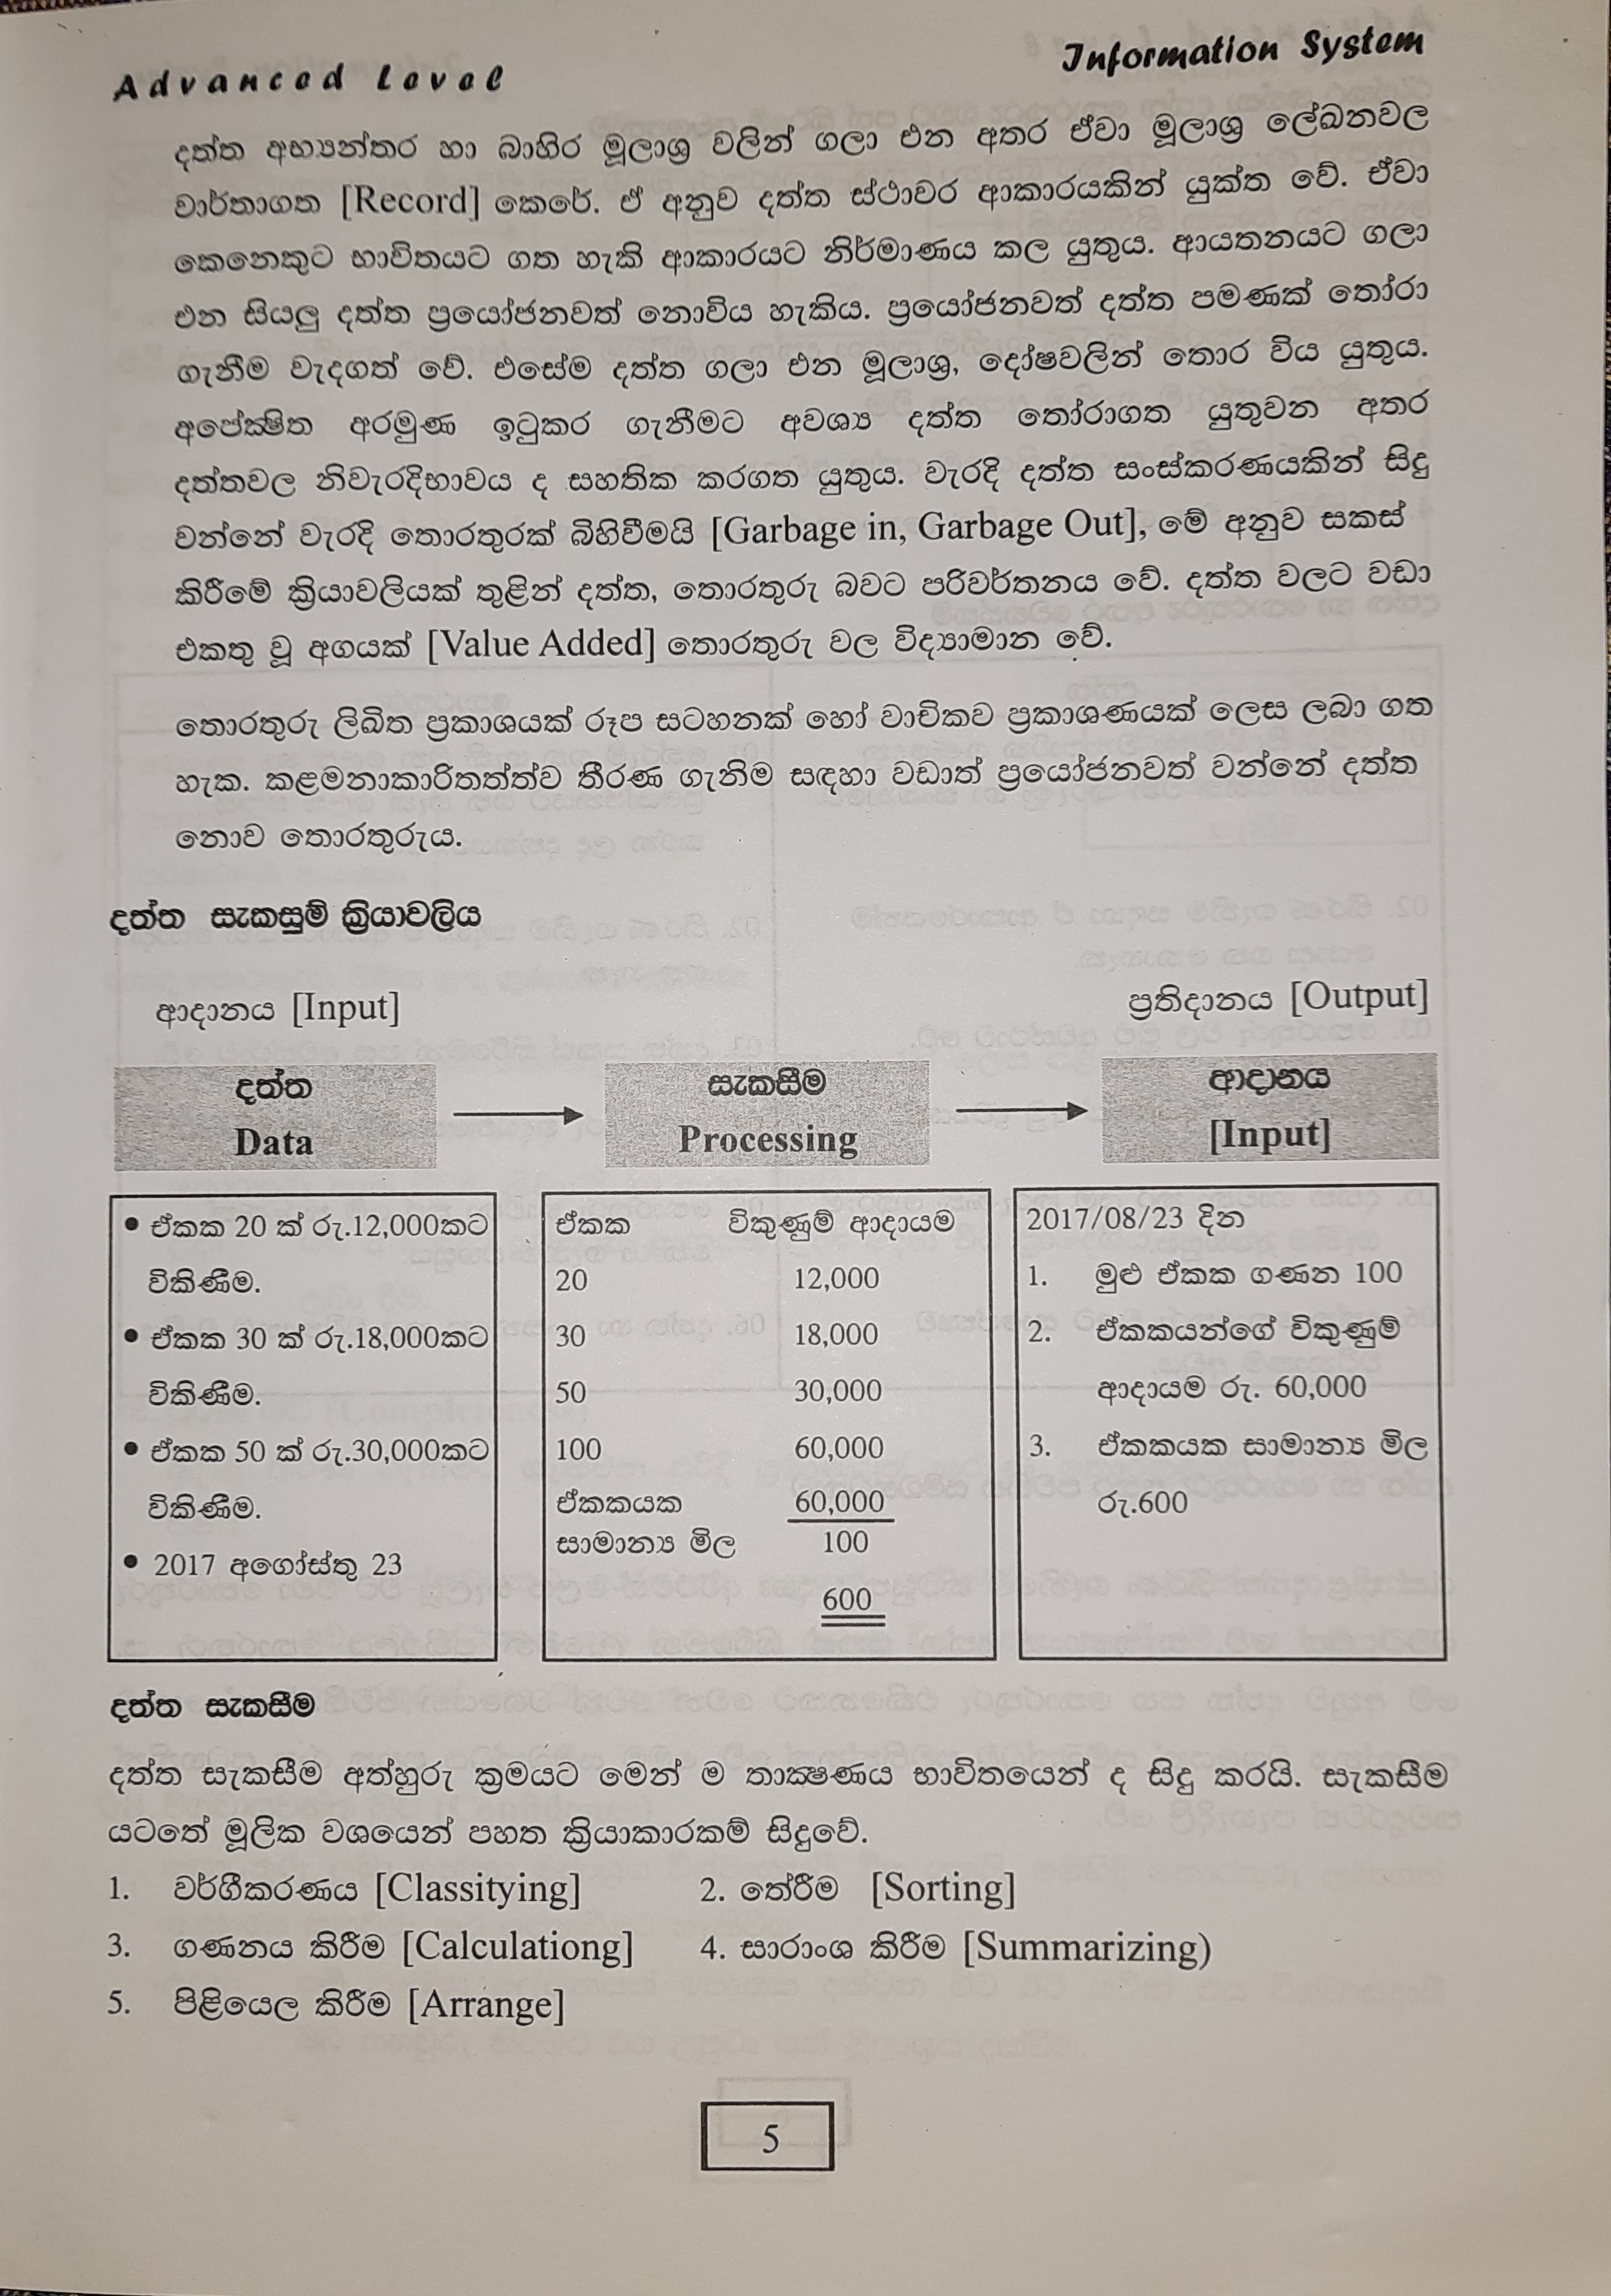 Advanced Level
Information System
දත්ත අභ්‍යන්තර හා බාහිර මූලාශ්‍ර වලින් ගලා එන අතර ඒවා මූලාශ්‍ර ලේඛනවල
වාර්තාගත [Record] කෙරේ. ඒ අනුව දත්ත ස්ථාවර ආකාරයකින් යුක්ත වේ. ඒවා
කෙනෙකුට භාවිතයට ගත හැකි ආකාරයට නිර්මාණය කල යුතුය. ආයතනයට ගලා
එන සියලු දත්ත ප්‍රයෝජනවත් නොවිය හැකිය. ප්‍රයෝජනවත් දත්ත පමණක් තෝරා
ගැනීම වැදගත් වේ. එසේම දත්ත ගලා එන මූලාශ්‍ර, දෝෂවලින් තොර විය යුතුය.
අපේක්‍ෂිත අරමුණ ඉටුකර ගැනීමට අවශ්‍ය දත්ත තෝරාගත යුතුවන අතර
දත්තවල නිවැරදිභාවය ද සහතික කරගත යුතුය. වැරදි දත්ත සංස්කරණයකින් සිදු
වන්නේ වැරදි තොරතුරක් බිහිවීමයි [Garbage in, Garbage Out], මේ අනුව සකස්
කිරීමේ ක්‍රියාවලියක් තුළින් දත්ත, තොරතුරු බවට පරිවර්තනය වේ. දත්ත වලට වඩා
එකතු වූ අගයක් [Value Added] තොරතුරු වල විද්‍යාමාන වේ.
තොරතුරු ලිඛිත ප්‍රකාශයක් රූප සටහනක් හෝ වාචිකව ප්‍රකාශණයක් ලෙස ලබා ගත
හැක. කළමනාකාරිතත්ත්ව තීරණ ගැනිම සඳහා වඩාත් ප්‍රයෝජනවත් වන්නේ දත්ත
නොව තොරතුරුය.
දත්ත සැකසුම් ක්‍රියාවලිය
ආදානය [Input]
ප්‍රතිදානය [Output]
දත්ත
Data
සැකසීම
Processing
ආදානය
[Input]
• ඒකක 20 ක් රු.12,000කට
විකිණීම.
• ඒකක 30 ක් රු.18,000කට
විකිණීම.
• ඒකක 50 ක් රු.30,000කට
විකිණීම.
• 2017 අගෝස්තු 23
ඒකක විකුණුම් ආදායම
20 12,000
30 18,000
50 30,000
100 60,000
ඒකකයක 60,000
සාමාන්‍ය මිල 100
600
2017/08/23 දින
1. මුළු ඒකක ගණන 100
2. ඒකකයන්ගේ විකුණුම්
ආදායම රු. 60,000
3. ඒකකයක සාමාන්‍ය මිල
රු.600
දත්ත සැකසීම
දත්ත සැකසීම අත්හුරු ක්‍රමයට මෙන් ම තාක්‍ෂණය භාවිතයෙන් ද සිදු කරයි. සැකසීම
යටතේ මූලික වශයෙන් පහත ක්‍රියාකාරකම් සිදුවේ.
1. වර්ගීකරණය [Classitying] 2. තේරීම [Sorting]
3. ගණනය කිරීම [Calculationg] 4. සාරාංශ කිරීම [Summarizing)
5. පිළියෙල කිරීම [Arrange]
5